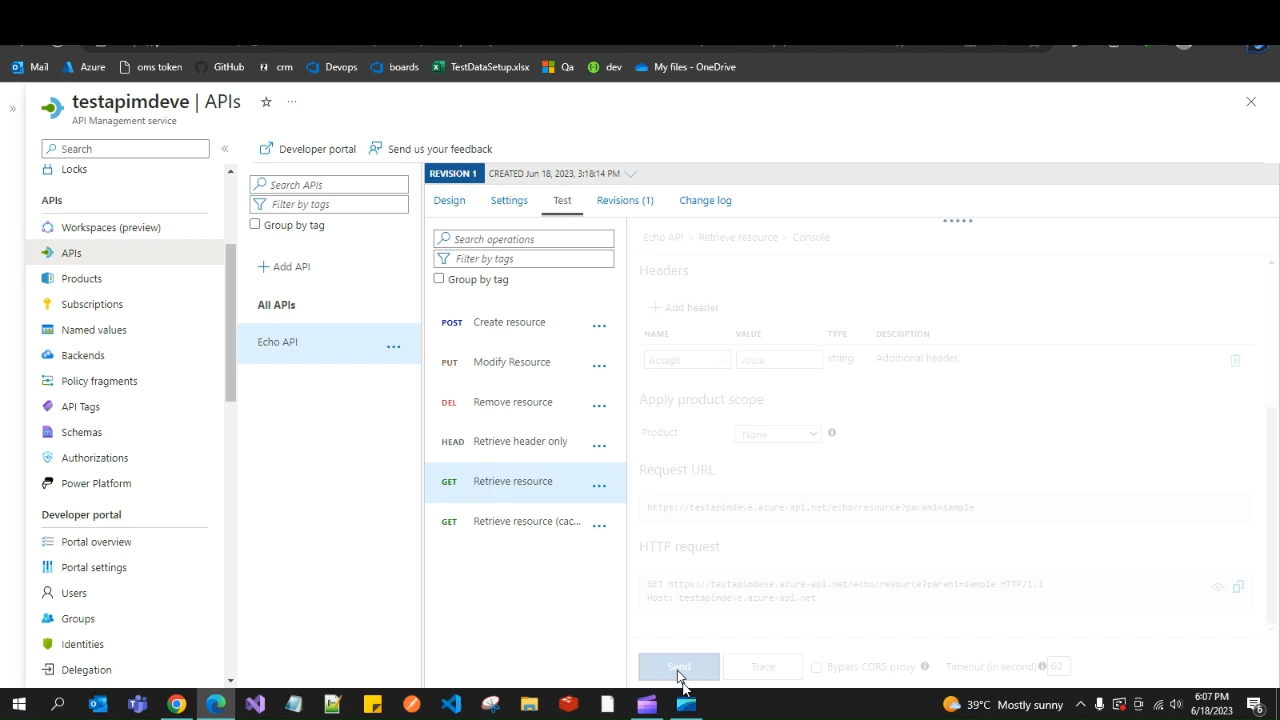 Mail Azure oms token GitHub crm Devops boards TestDataSetup.xlsx Qa dev My files - OneDrive
testapimdeve | APIs
API Management service
Search
Developer portal Send us your feedback
Locks
APIs
Workspaces (preview)
APIs
Products
Subscriptions
Named values
Backends
Policy fragments
API Tags
Schemas
Authorizations
Power Platform
Developer portal
Portal overview
Portal settings
Users
Groups
Identities
Delegation
Search APIs
Filter by tags
Group by tag
Add API
All APIs
Echo API
REVISION 1 CREATED Jun 18, 2023, 3:18:14 PM
Design Settings Test Revisions (1) Change log
Search operations
Filter by tags
Group by tag
POST Create resource
PUT Modify Resource
DEL Remove resource
HEAD Retrieve header only
GET Retrieve resource
GET Retrieve resource (cac...
Echo API > Retrieve resource > Console
Headers
Add header
NAME VALUE TYPE DESCRIPTION
Accept value string Additional header.
Apply product scope
Product None
Request URL
https://testapimdeve.azure-api.net/echo/resource?param1=sample
HTTP request
GET https://testapimdeve.azure-api.net/echo/resource?param1=sample HTTP/1.1
Host: testapimdeve.azure-api.net
Send Trace Bypass CORS proxy Timeout (in second) 60
39°C Mostly sunny
6:07 PM
6/18/2023
6